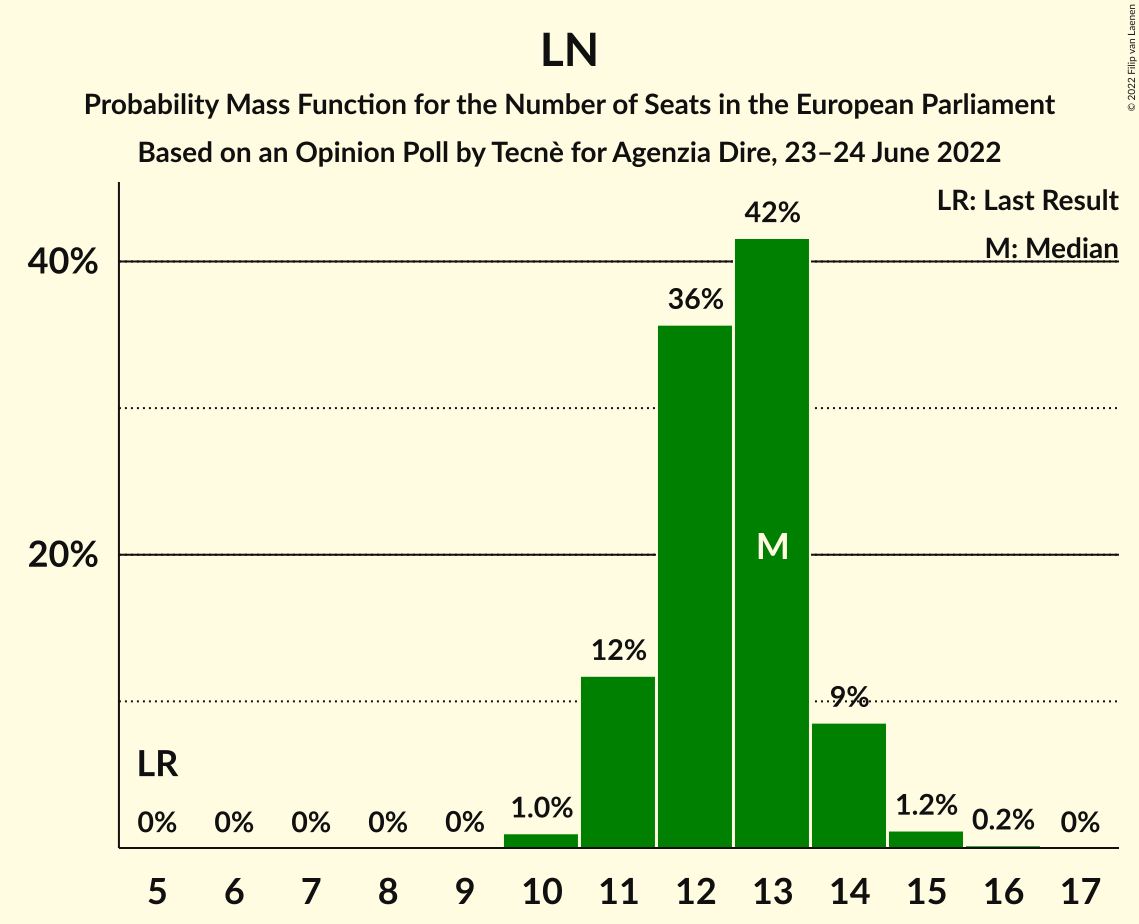 LN
Probability Mass Function for the Number of Seats in the European Parliament
Based on an Opinion Poll by Tecnè for Agenzia Dire, 23–24 June 2022
© 2022 Filip van Laenen
LR: Last Result
M: Median
40%
20%
LR
0%
0%
0%
0%
0%
1.0%
12%
36%
42%
M
9%
1.2%
0.2%
0%
5 6 7 8 9 10 11 12 13 14 15 16 17